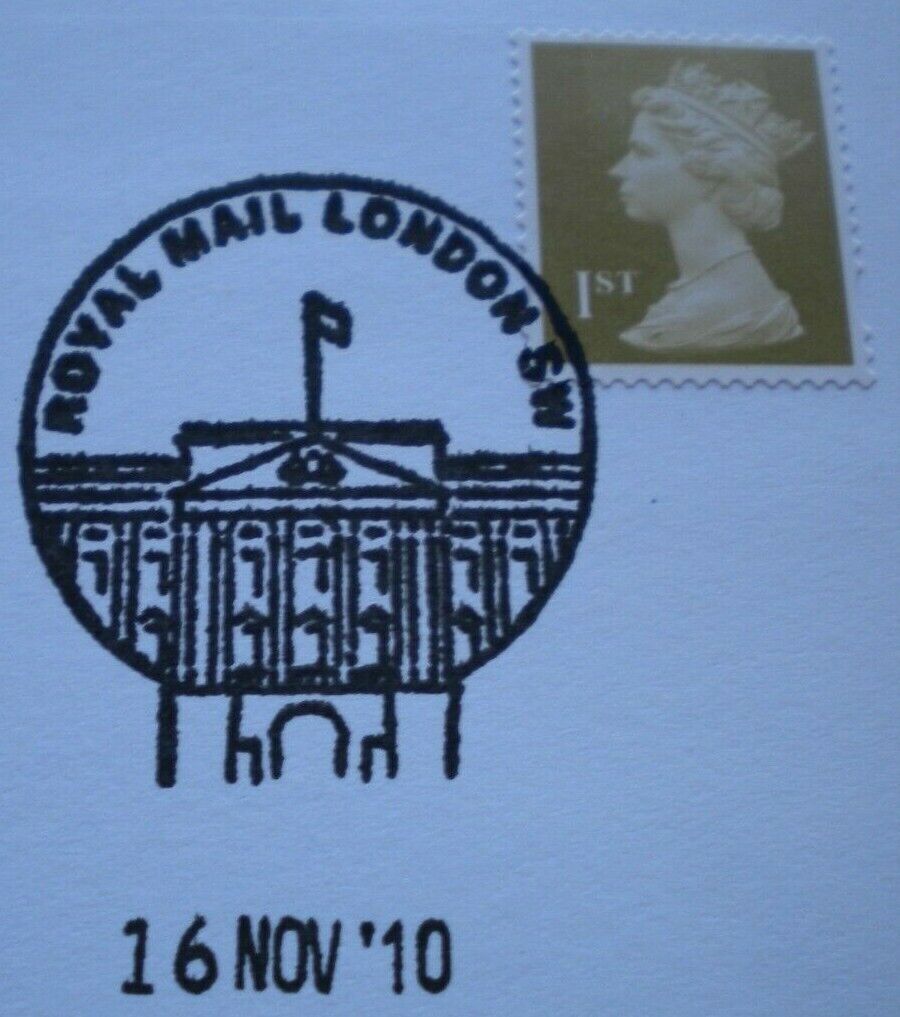 ROYAL MAIL LONDON SW
1ST
16 NOV '10